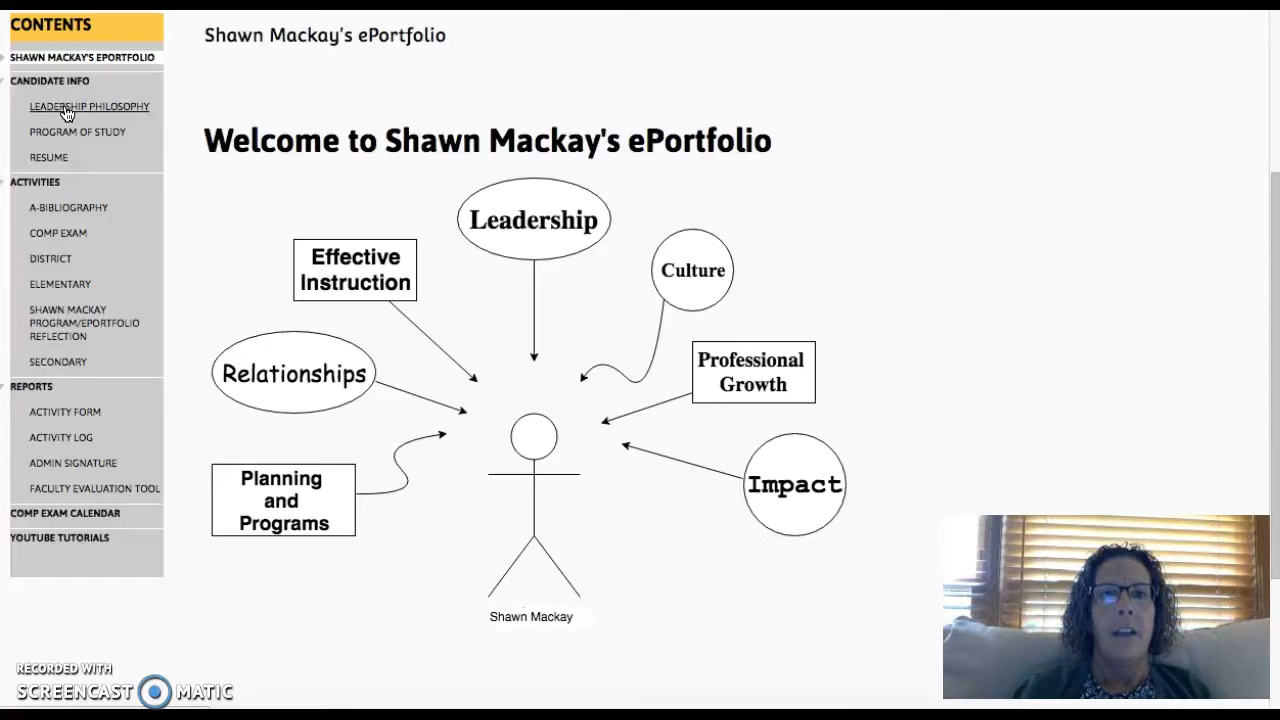 CONTENTS
SHAWN MACKAY'S EPORTFOLIO
CANDIDATE INFO
LEADERSHIP PHILOSOPHY
PROGRAM OF STUDY
RESUME
ACTIVITIES
A-BIBLIOGRAPHY
COMP EXAM
DISTRICT
ELEMENTARY
SHAWN MACKAY
PROGRAM/EPORTFOLIO
REFLECTION
SECONDARY
REPORTS
ACTIVITY FORM
ACTIVITY LOG
ADMIN SIGNATURE
FACULTY EVALUATION TOOL
COMP EXAM CALENDAR
YOUTUBE TUTORIALS
Shawn Mackay's ePortfolio
Welcome to Shawn Mackay's ePortfolio
Leadership
Effective
Instruction
Culture
Relationships
Professional
Growth
Planning
and
Programs
Impact
Shawn Mackay
RECORDED WITH
SCREENCAST MATIC